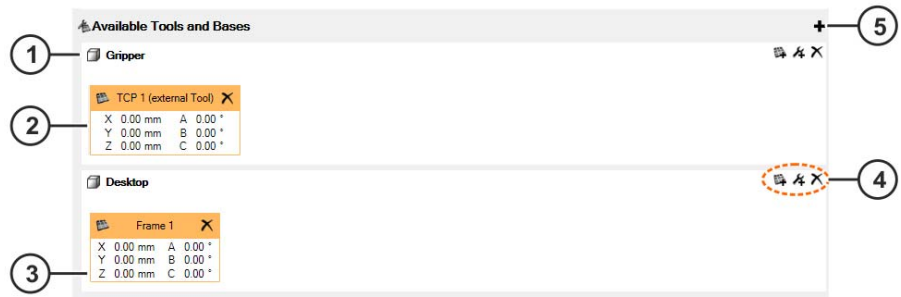 Available Tools and Bases
5
1
Gripper
TCP 1 (external Tool)
2
X 0.00 mm A 0.00 °
Y 0.00 mm B 0.00 °
Z 0.00 mm C 0.00 °
Desktop
4
Frame 1
X 0.00 mm A 0.00 °
Y 0.00 mm B 0.00 °
Z 0.00 mm C 0.00 °
3